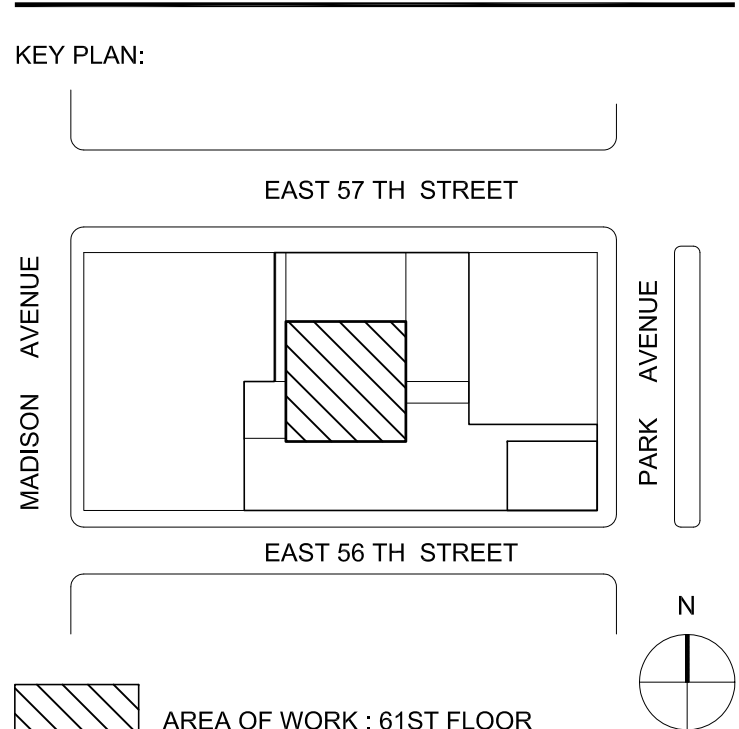 KEY PLAN:
EAST 57 TH STREET
MADISON AVENUE
PARK AVENUE
EAST 56 TH STREET
N
AREA OF WORK : 61ST FLOOR